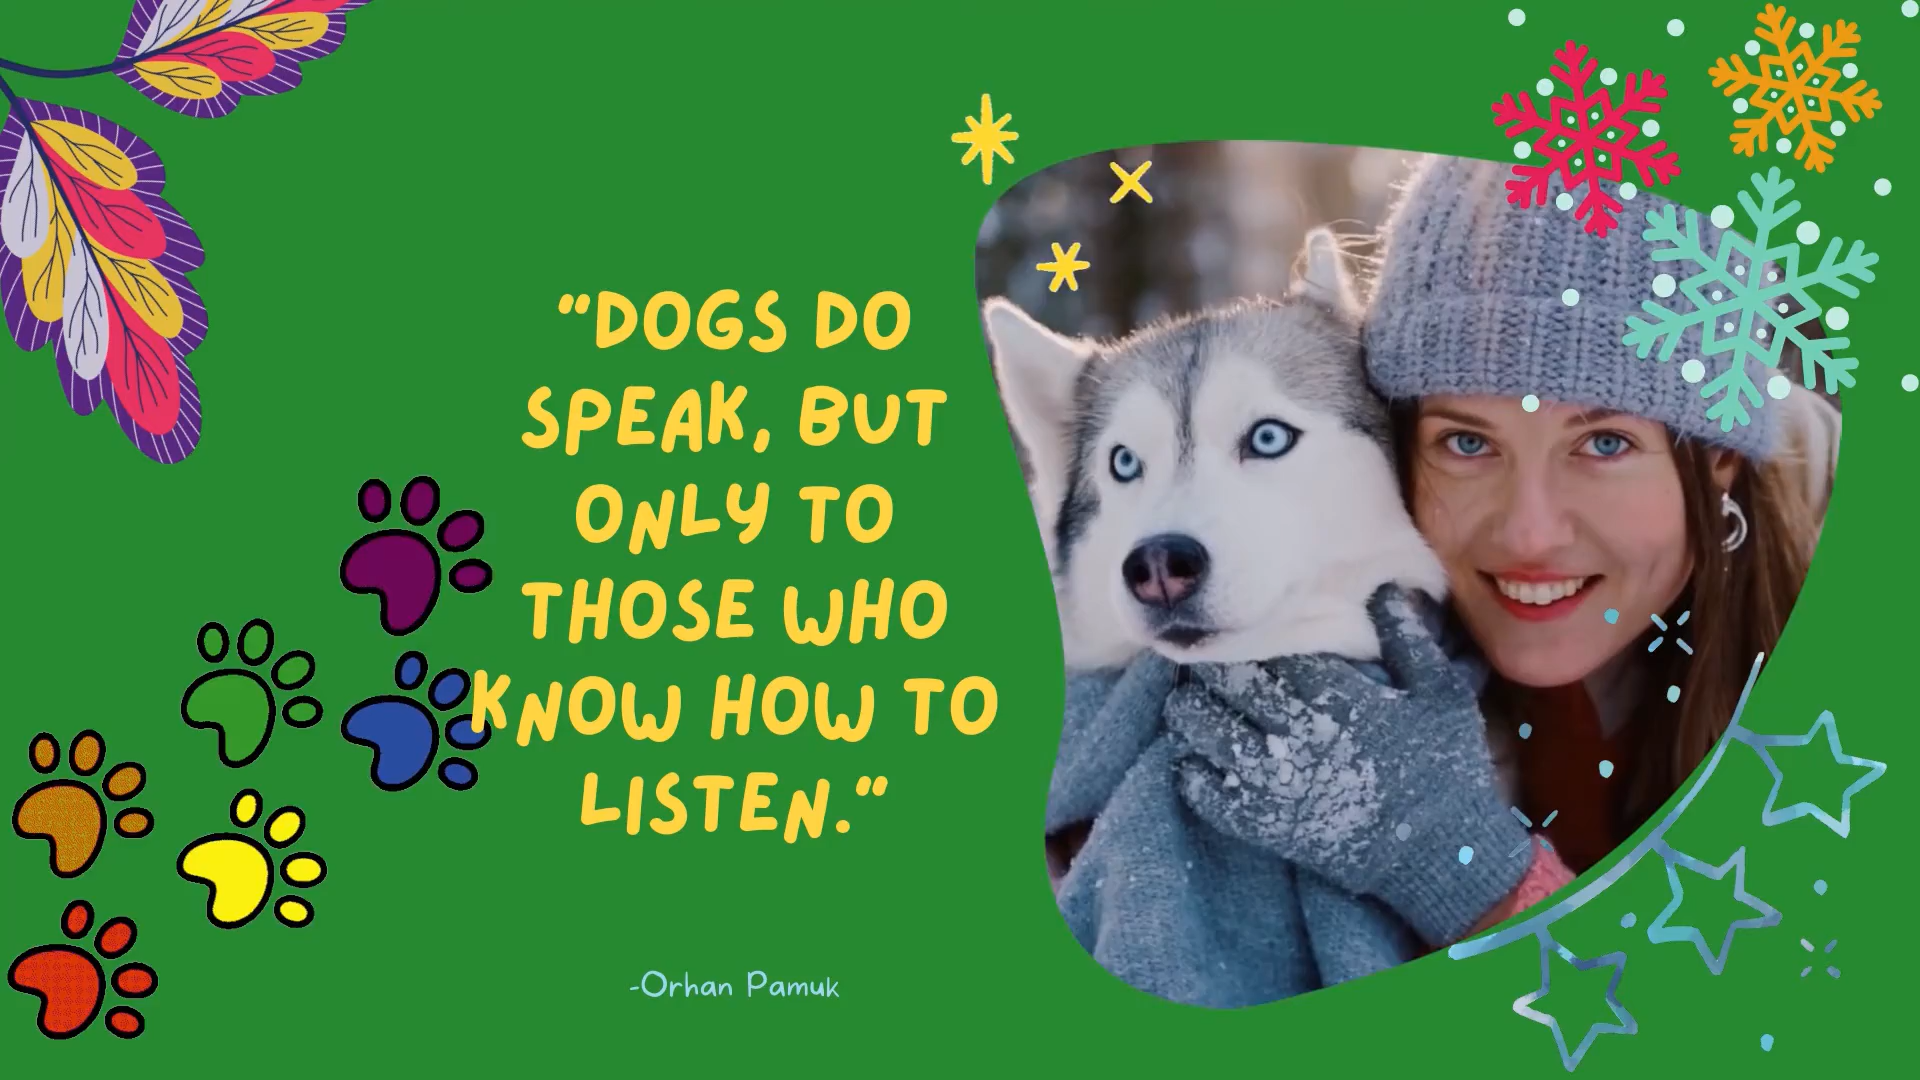 “DOGS DO
SPEAK, BUT
ONLY TO
THOSE WHO
KNOW HOW TO
LISTEN.”
-Orhan Pamuk